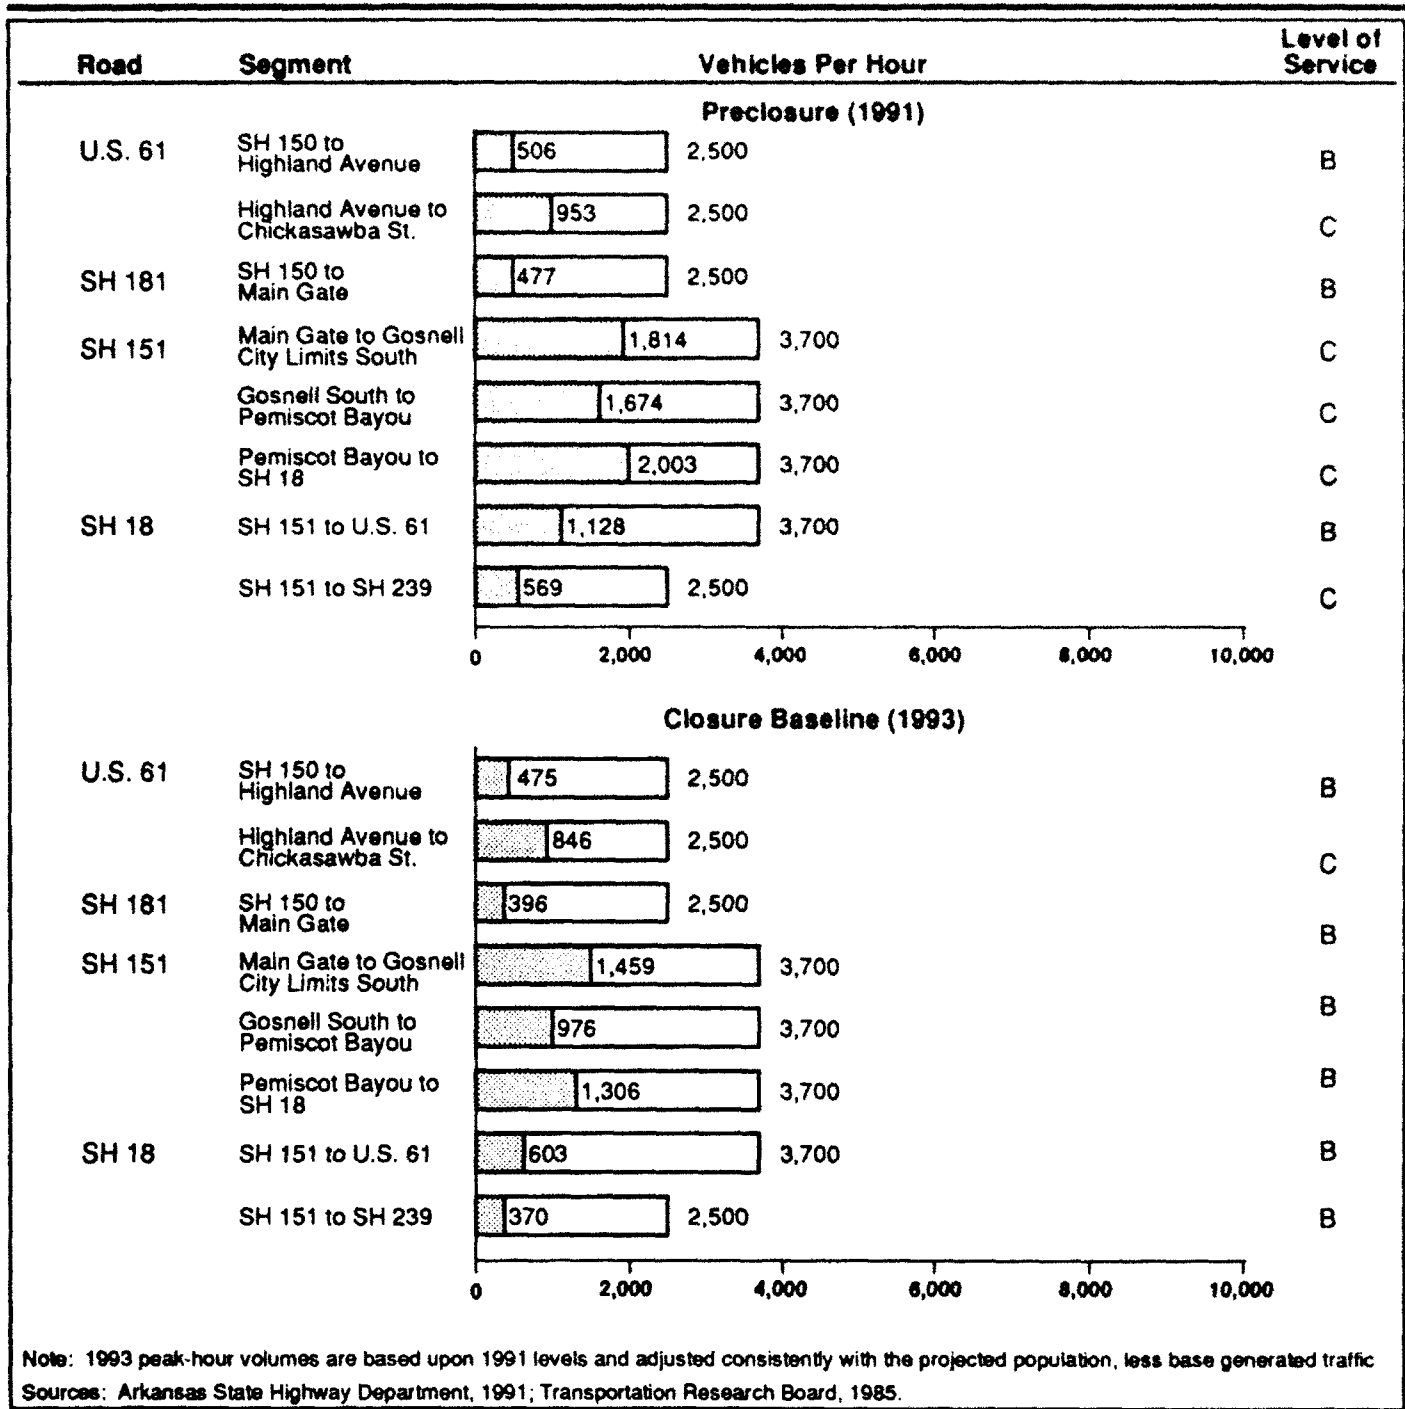 Level of
Road Segment Vehicles Per Hour Service
Preclosure (1991)
U.S. 61 SH 150 to 506 2,500 B
Highland Avenue
Highland Avenue to 953 2,500 C
Chickasawba St.
SH 181 SH 150 to 477 2,500 B
Main Gate
SH 151 Main Gate to Gosnell 1,814 3,700 C
City Limits South
Gosnell South to 1,674 3,700 C
Pemiscot Bayou
Pemiscot Bayou to 2,003 3,700 C
SH 18
SH 18 SH 151 to U.S. 61 1,128 3,700 B
SH 151 to SH 239 569 2,500 C
0 2,000 4,000 6,000 8,000 10,000
Closure Baseline (1993)
U.S. 61 SH 150 to 475 2,500 B
Highland Avenue
Highland Avenue to 846 2,500 C
Chickasawba St.
SH 181 SH 150 to 396 2,500 B
Main Gate
SH 151 Main Gate to Gosnell 1,459 3,700 B
City Limits South
Gosnell South to 976 3,700 B
Pemiscot Bayou
Pemiscot Bayou to 1,306 3,700 B
SH 18
SH 18 SH 151 to U.S. 61 603 3,700 B
SH 151 to SH 239 370 2,500 B
0 2,000 4,000 6,000 8,000 10,000
Note: 1993 peak-hour volumes are based upon 1991 levels and adjusted consistently with the projected population, less base generated traffic
Sources: Arkansas State Highway Department, 1991; Transportation Research Board, 1985.